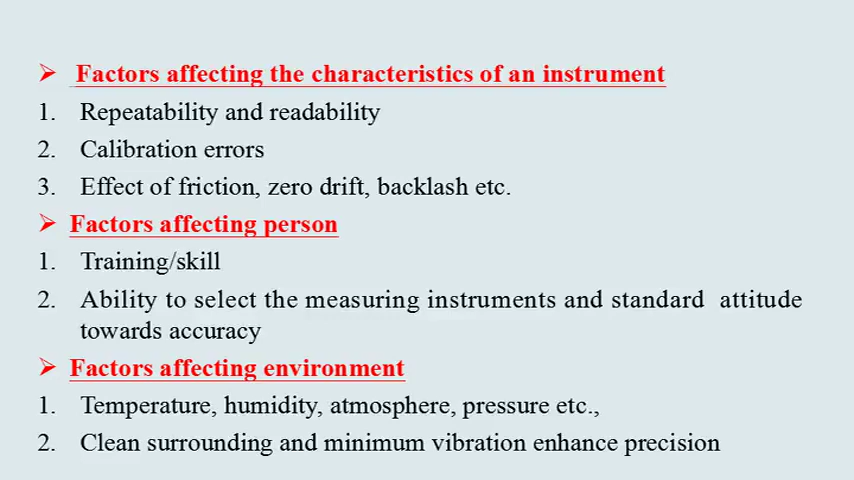 ➢ Factors affecting the characteristics of an instrument
1. Repeatability and readability
2. Calibration errors
3. Effect of friction, zero drift, backlash etc.
➢ Factors affecting person
1. Training/skill
2. Ability to select the measuring instruments and standard attitude
towards accuracy
➢ Factors affecting environment
1. Temperature, humidity, atmosphere, pressure etc.,
2. Clean surrounding and minimum vibration enhance precision